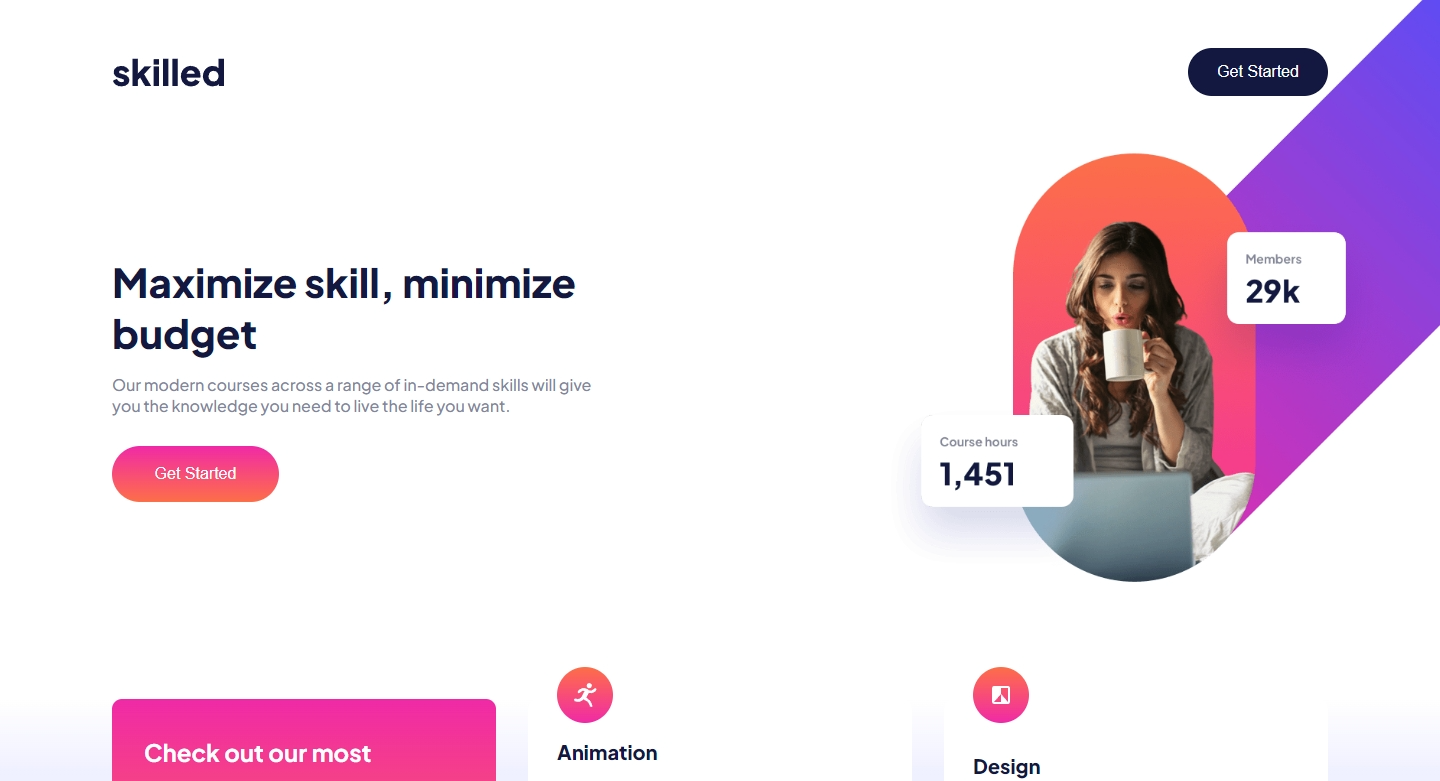 skilled
Get Started
Maximize skill, minimize
budget
Our modern courses across a range of in-demand skills will give
you the knowledge you need to live the life you want.
Get Started
Members
29k
Course hours
1,451
Check out our most
Animation
Design